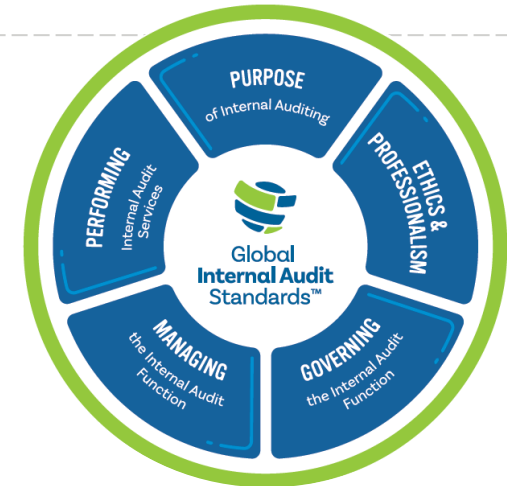 PURPOSE
of Internal Auditing
ETHICS &
PROFESSIONALISM
GOVERNING
the Internal Audit
Function
MANAGING
the Internal Audit
Function
PERFORMING
Internal Audit
Services
Global
Internal Audit
Standards™